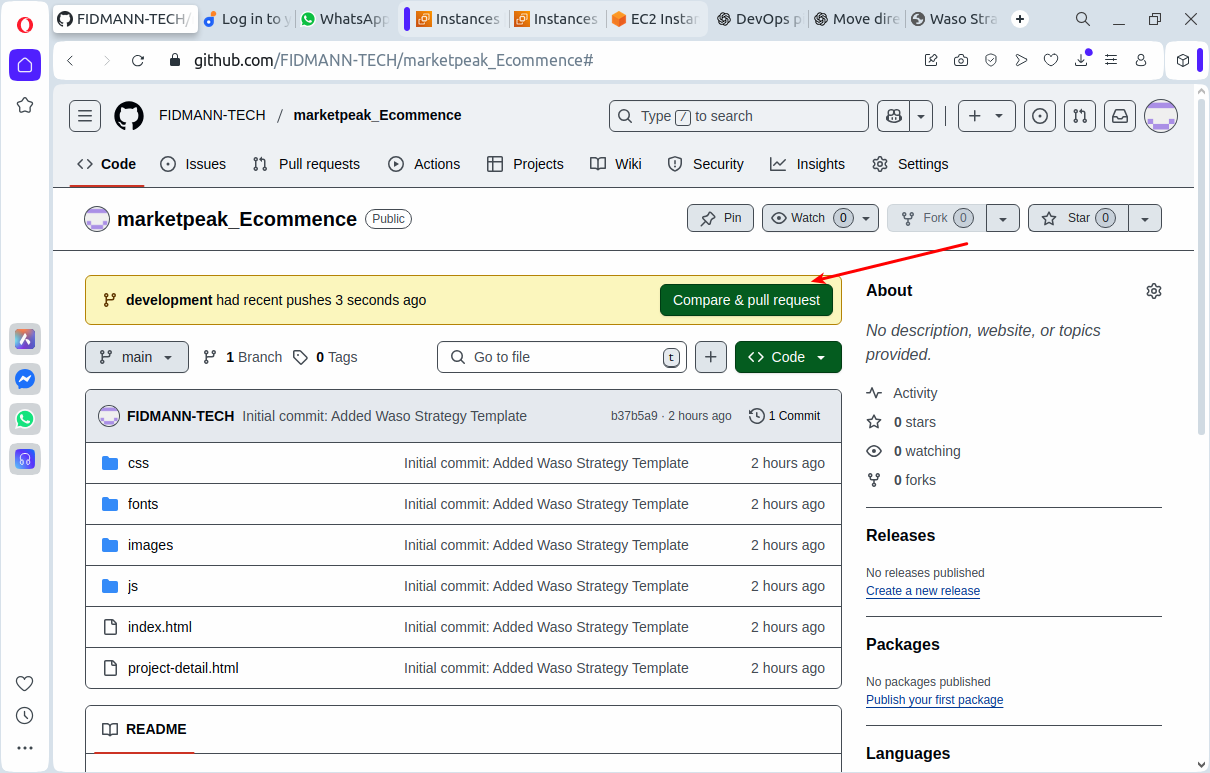 FIDMANN-TECH/ Log in to y WhatsApp Instances Instances EC2 Instan DevOps p Move dire Waso Stra
github.com/FIDMANN-TECH/marketpeak_Ecommence#
FIDMANN-TECH / marketpeak_Ecommence Type / to search
Code Issues Pull requests Actions Projects Wiki Security Insights Settings
marketpeak_Ecommence Public Pin Watch 0 Fork 0 Star 0
development had recent pushes 3 seconds ago Compare & pull request
main 1 Branch 0 Tags Go to file t + Code
FIDMANN-TECH Initial commit: Added Waso Strategy Template b37b5a9 · 2 hours ago 1 Commit
css Initial commit: Added Waso Strategy Template 2 hours ago
fonts Initial commit: Added Waso Strategy Template 2 hours ago
images Initial commit: Added Waso Strategy Template 2 hours ago
js Initial commit: Added Waso Strategy Template 2 hours ago
index.html Initial commit: Added Waso Strategy Template 2 hours ago
project-detail.html Initial commit: Added Waso Strategy Template 2 hours ago
README
About
No description, website, or topics
provided.
Activity
0 stars
0 watching
0 forks
Releases
No releases published
Create a new release
Packages
No packages published
Publish your first package
Languages